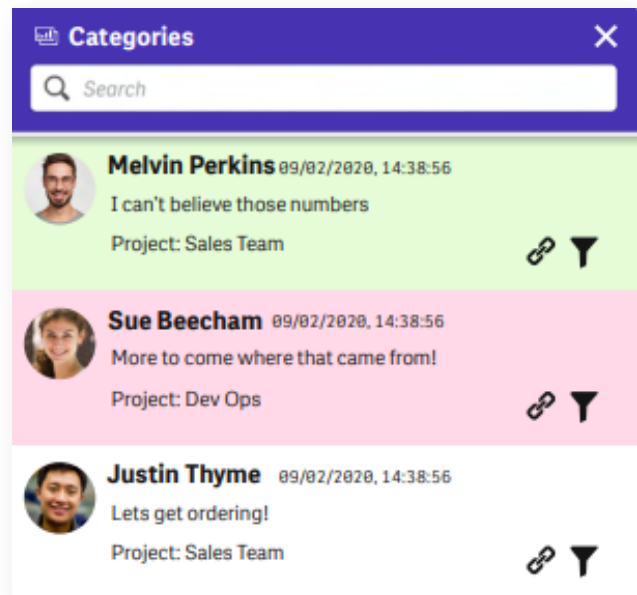 Categories
Search
Melvin Perkins 09/02/2020, 14:38:56
I can't believe those numbers
Project: Sales Team
Sue Beecham 09/02/2020, 14:38:56
More to come where that came from!
Project: Dev Ops
Justin Thyme 09/02/2020, 14:38:56
Lets get ordering!
Project: Sales Team